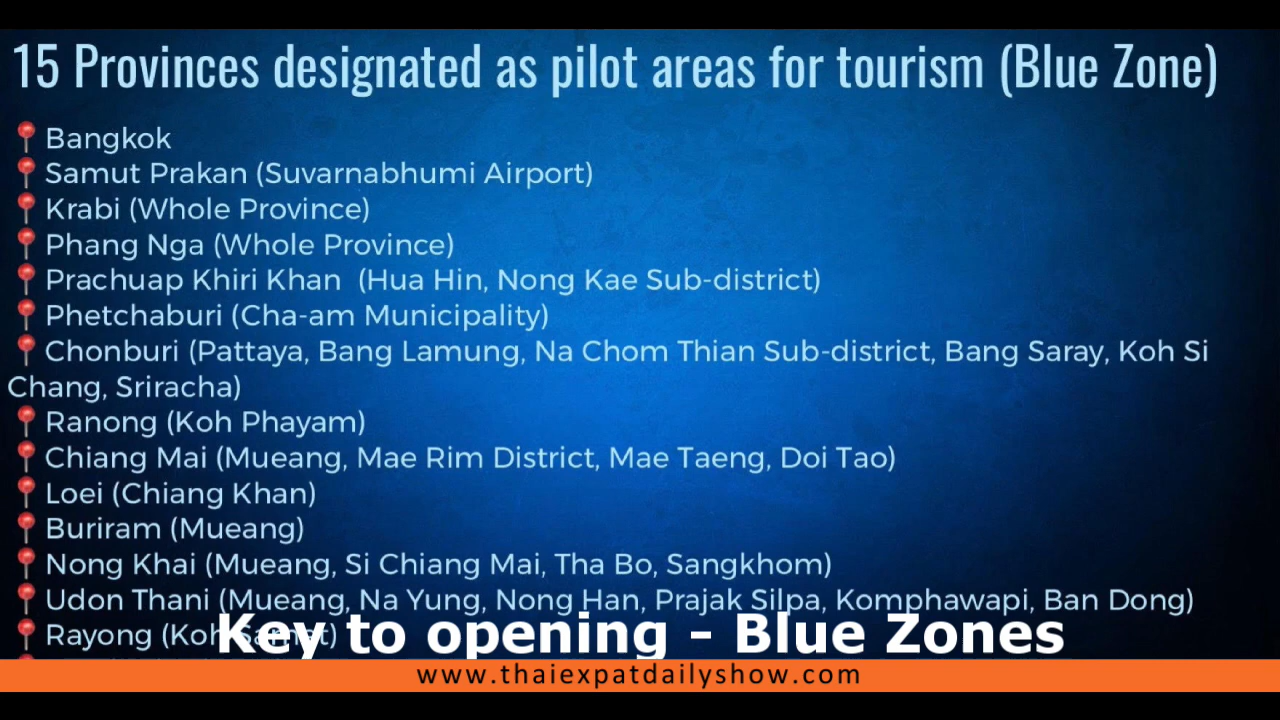 15 Provinces designated as pilot areas for tourism (Blue Zone)
Bangkok
Samut Prakan (Suvarnabhumi Airport)
Krabi (Whole Province)
Phang Nga (Whole Province)
Prachuap Khiri Khan (Hua Hin, Nong Kae Sub-district)
Phetchaburi (Cha-am Municipality)
Chonburi (Pattaya, Bang Lamung, Na Chom Thian Sub-district, Bang Saray, Koh Si
Chang, Sriracha)
Ranong (Koh Phayam)
Chiang Mai (Mueang, Mae Rim District, Mae Taeng, Doi Tao)
Loei (Chiang Khan)
Buriram (Mueang)
Nong Khai (Mueang, Si Chiang Mai, Tha Bo, Sangkhom)
Udon Thani (Mueang, Na Yung, Nong Han, Prajak Silpa, Komphawapi, Ban Dong)
Rayong (Koh
Key to opening – Blue Zones
www.thaiexpatdailyshow.com